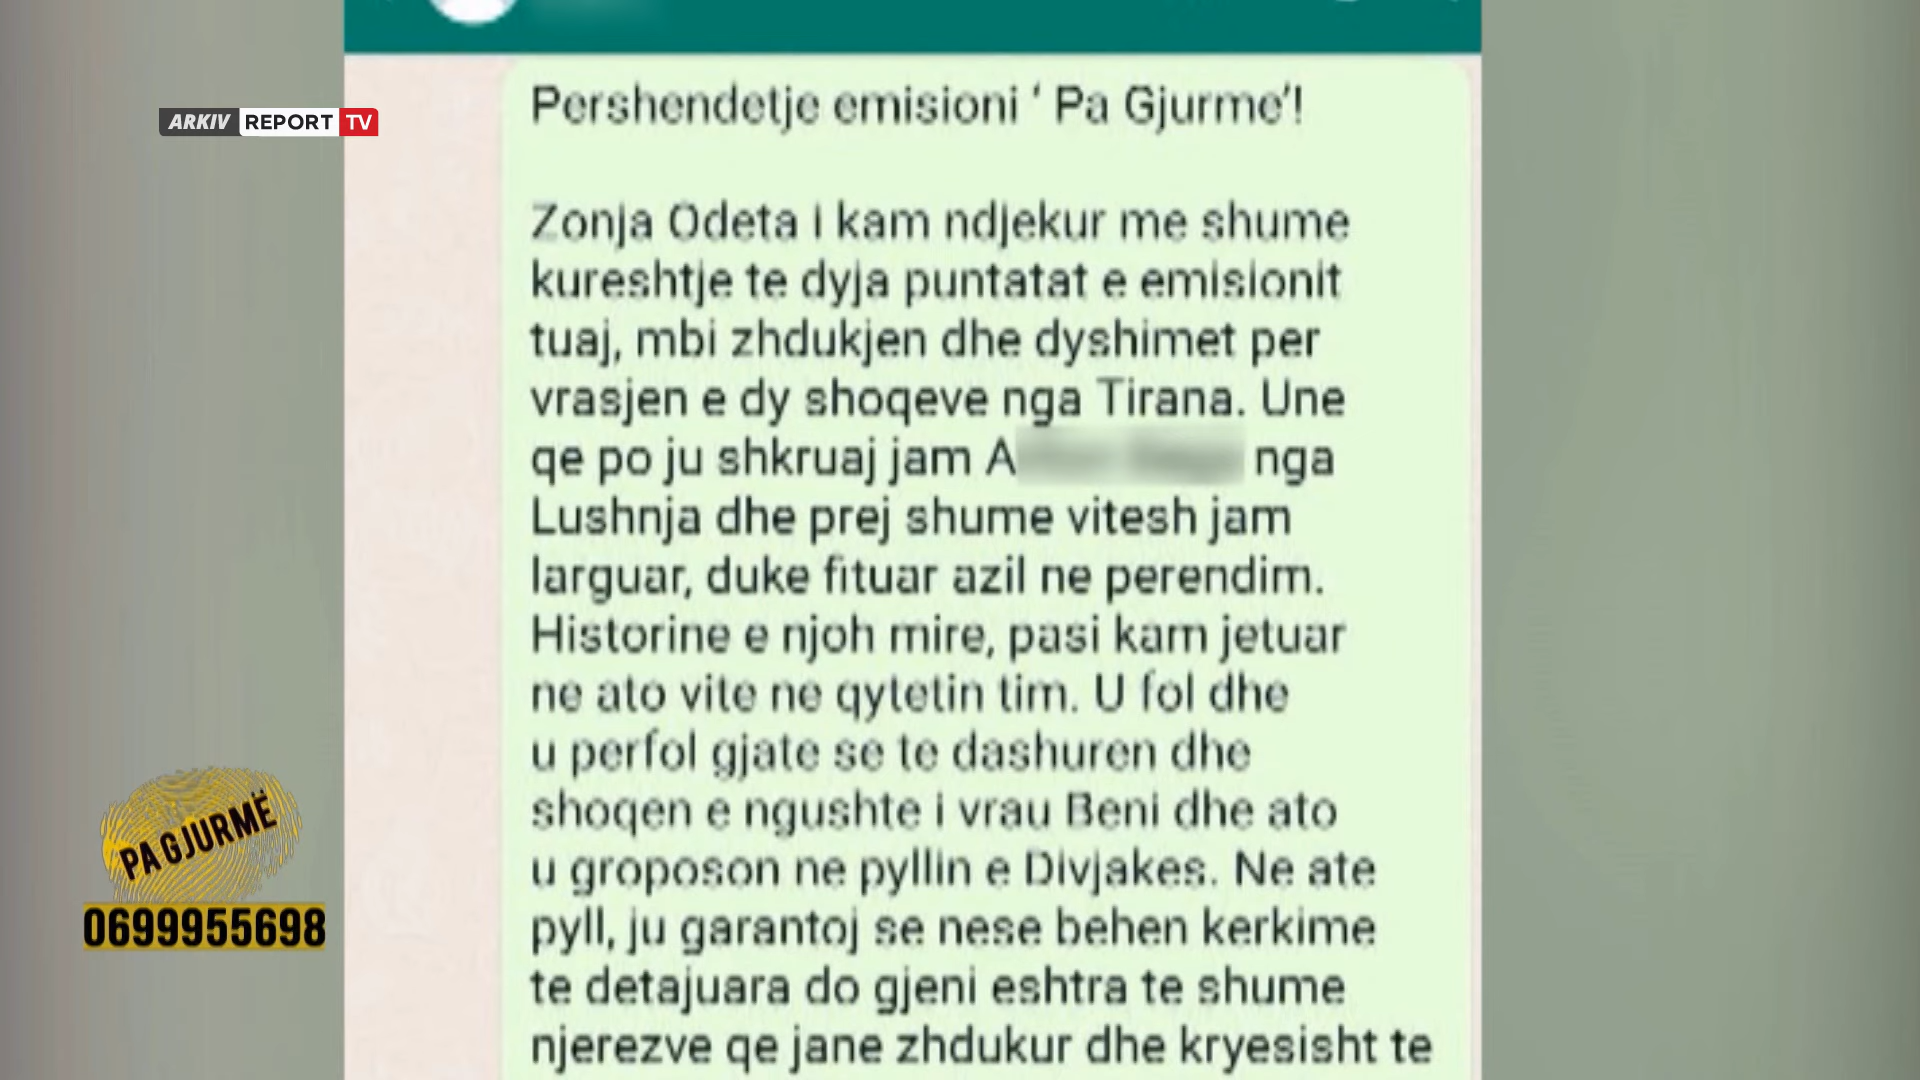 ARKIV REPORT TV
Pershendetje emisioni ‘ Pa Gjurme’!
Zonja Odeta i kam ndjekur me shume
kureshtje te dyja puntatat e emisionit
tuaj, mbi zhdukjen dhe dyshimet per
vrasjen e dy shoqeve nga Tirana. Une
qe po ju shkruaj jam A nga
Lushnja dhe prej shume vitesh jam
larguar, duke fituar azil ne perendim.
Historine e njoh mire, pasi kam jetuar
ne ato vite ne qytetin tim. U fol dhe
u perfol gjate se te dashuren dhe
shoqen e ngushte i vrau Beni dhe ato
u groposon ne pyllin e Divjakes. Ne ate
pyll, ju garantoj se nese behen kerkime
te detajuara do gjeni eshtra te shume
njerezve qe jane zhdukur dhe kryesisht te
PA GJURMË
0699955698